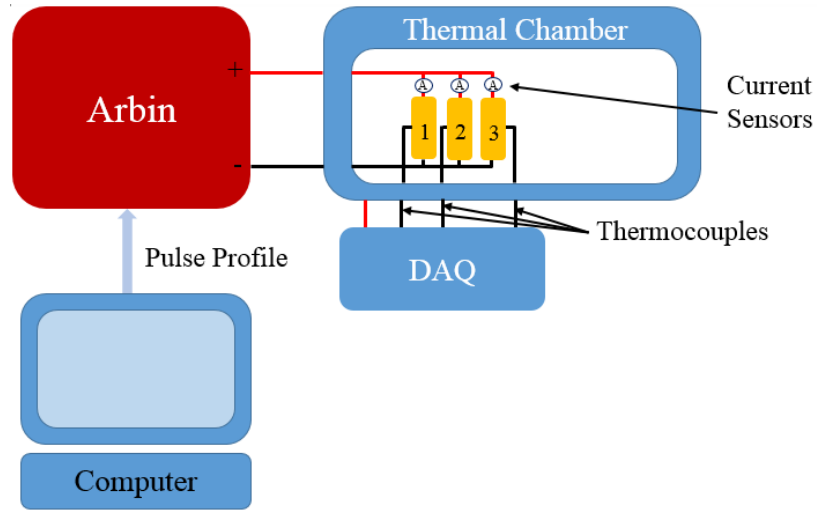 Thermal Chamber
+
Arbin
-
A A A
1 2 3
Current
Sensors
Thermocouples
Pulse Profile
DAQ
Computer